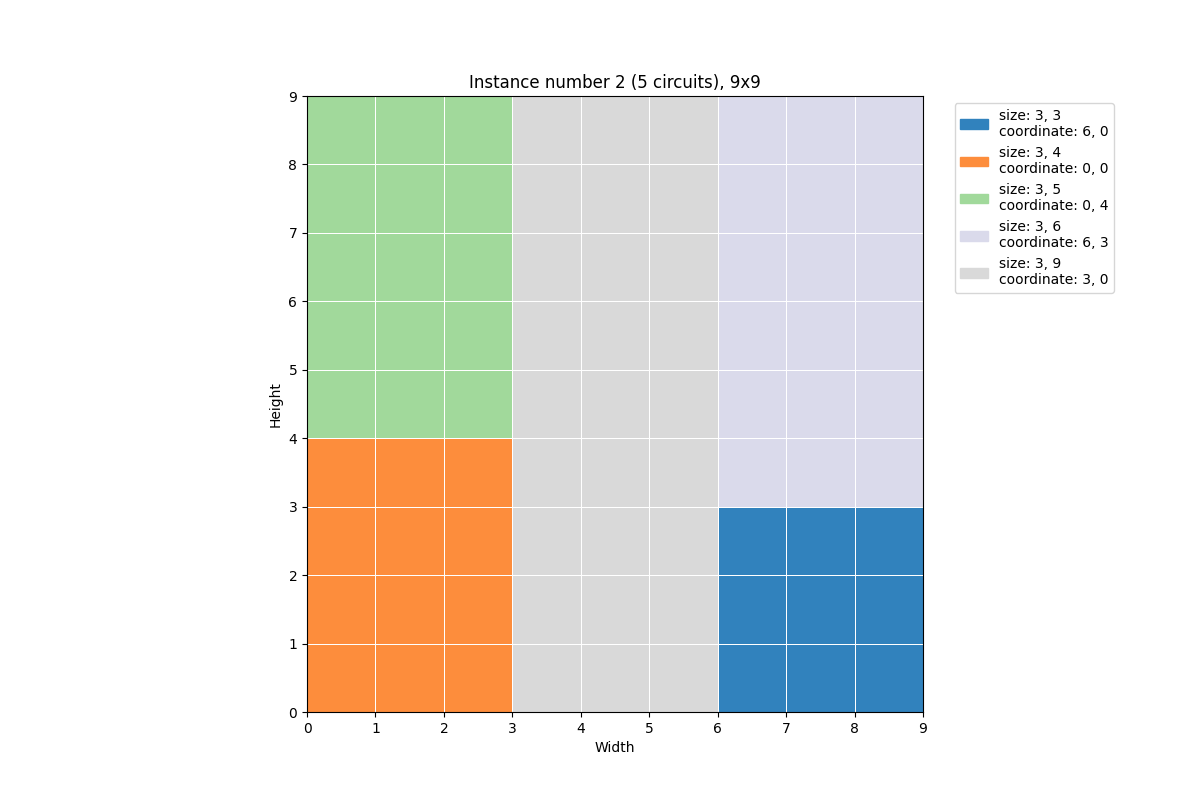 Instance number 2 (5 circuits), 9x9
size: 3, 3
coordinate: 6, 0
size: 3, 4
coordinate: 0, 0
size: 3, 5
coordinate: 0, 4
size: 3, 6
coordinate: 6, 3
size: 3, 9
coordinate: 3, 0
Height
9
8
7
6
5
4
3
2
1
0
0 1 2 3 4 5 6 7 8 9
Width